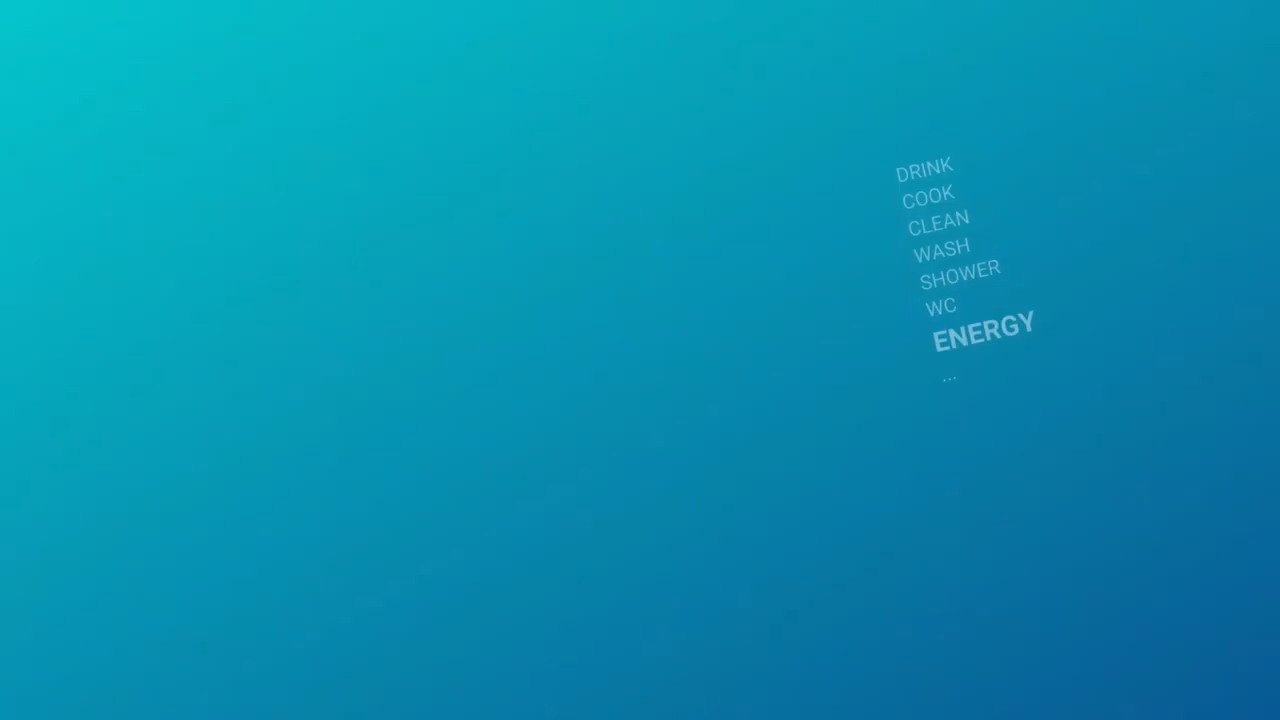 DRINK
COOK
CLEAN
WASH
SHOWER
WC
ENERGY
...